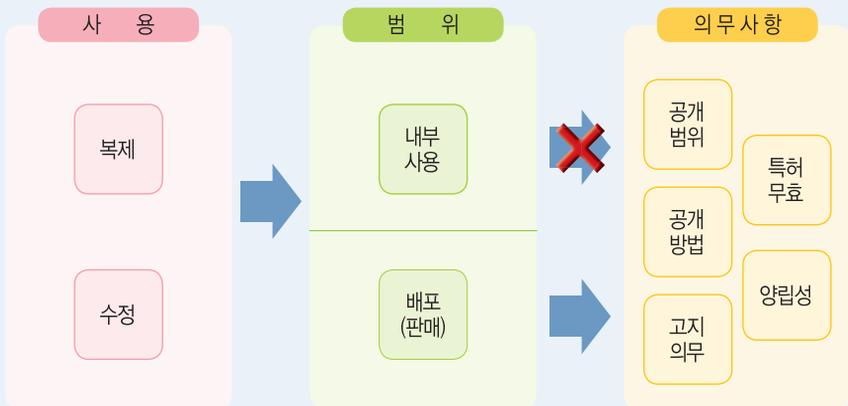 사 용
복제
수정
범 위
내부
사용
배포
(판매)
의무사항
공개
범위
공개
방법
고지
의무
특허
무효
양립성